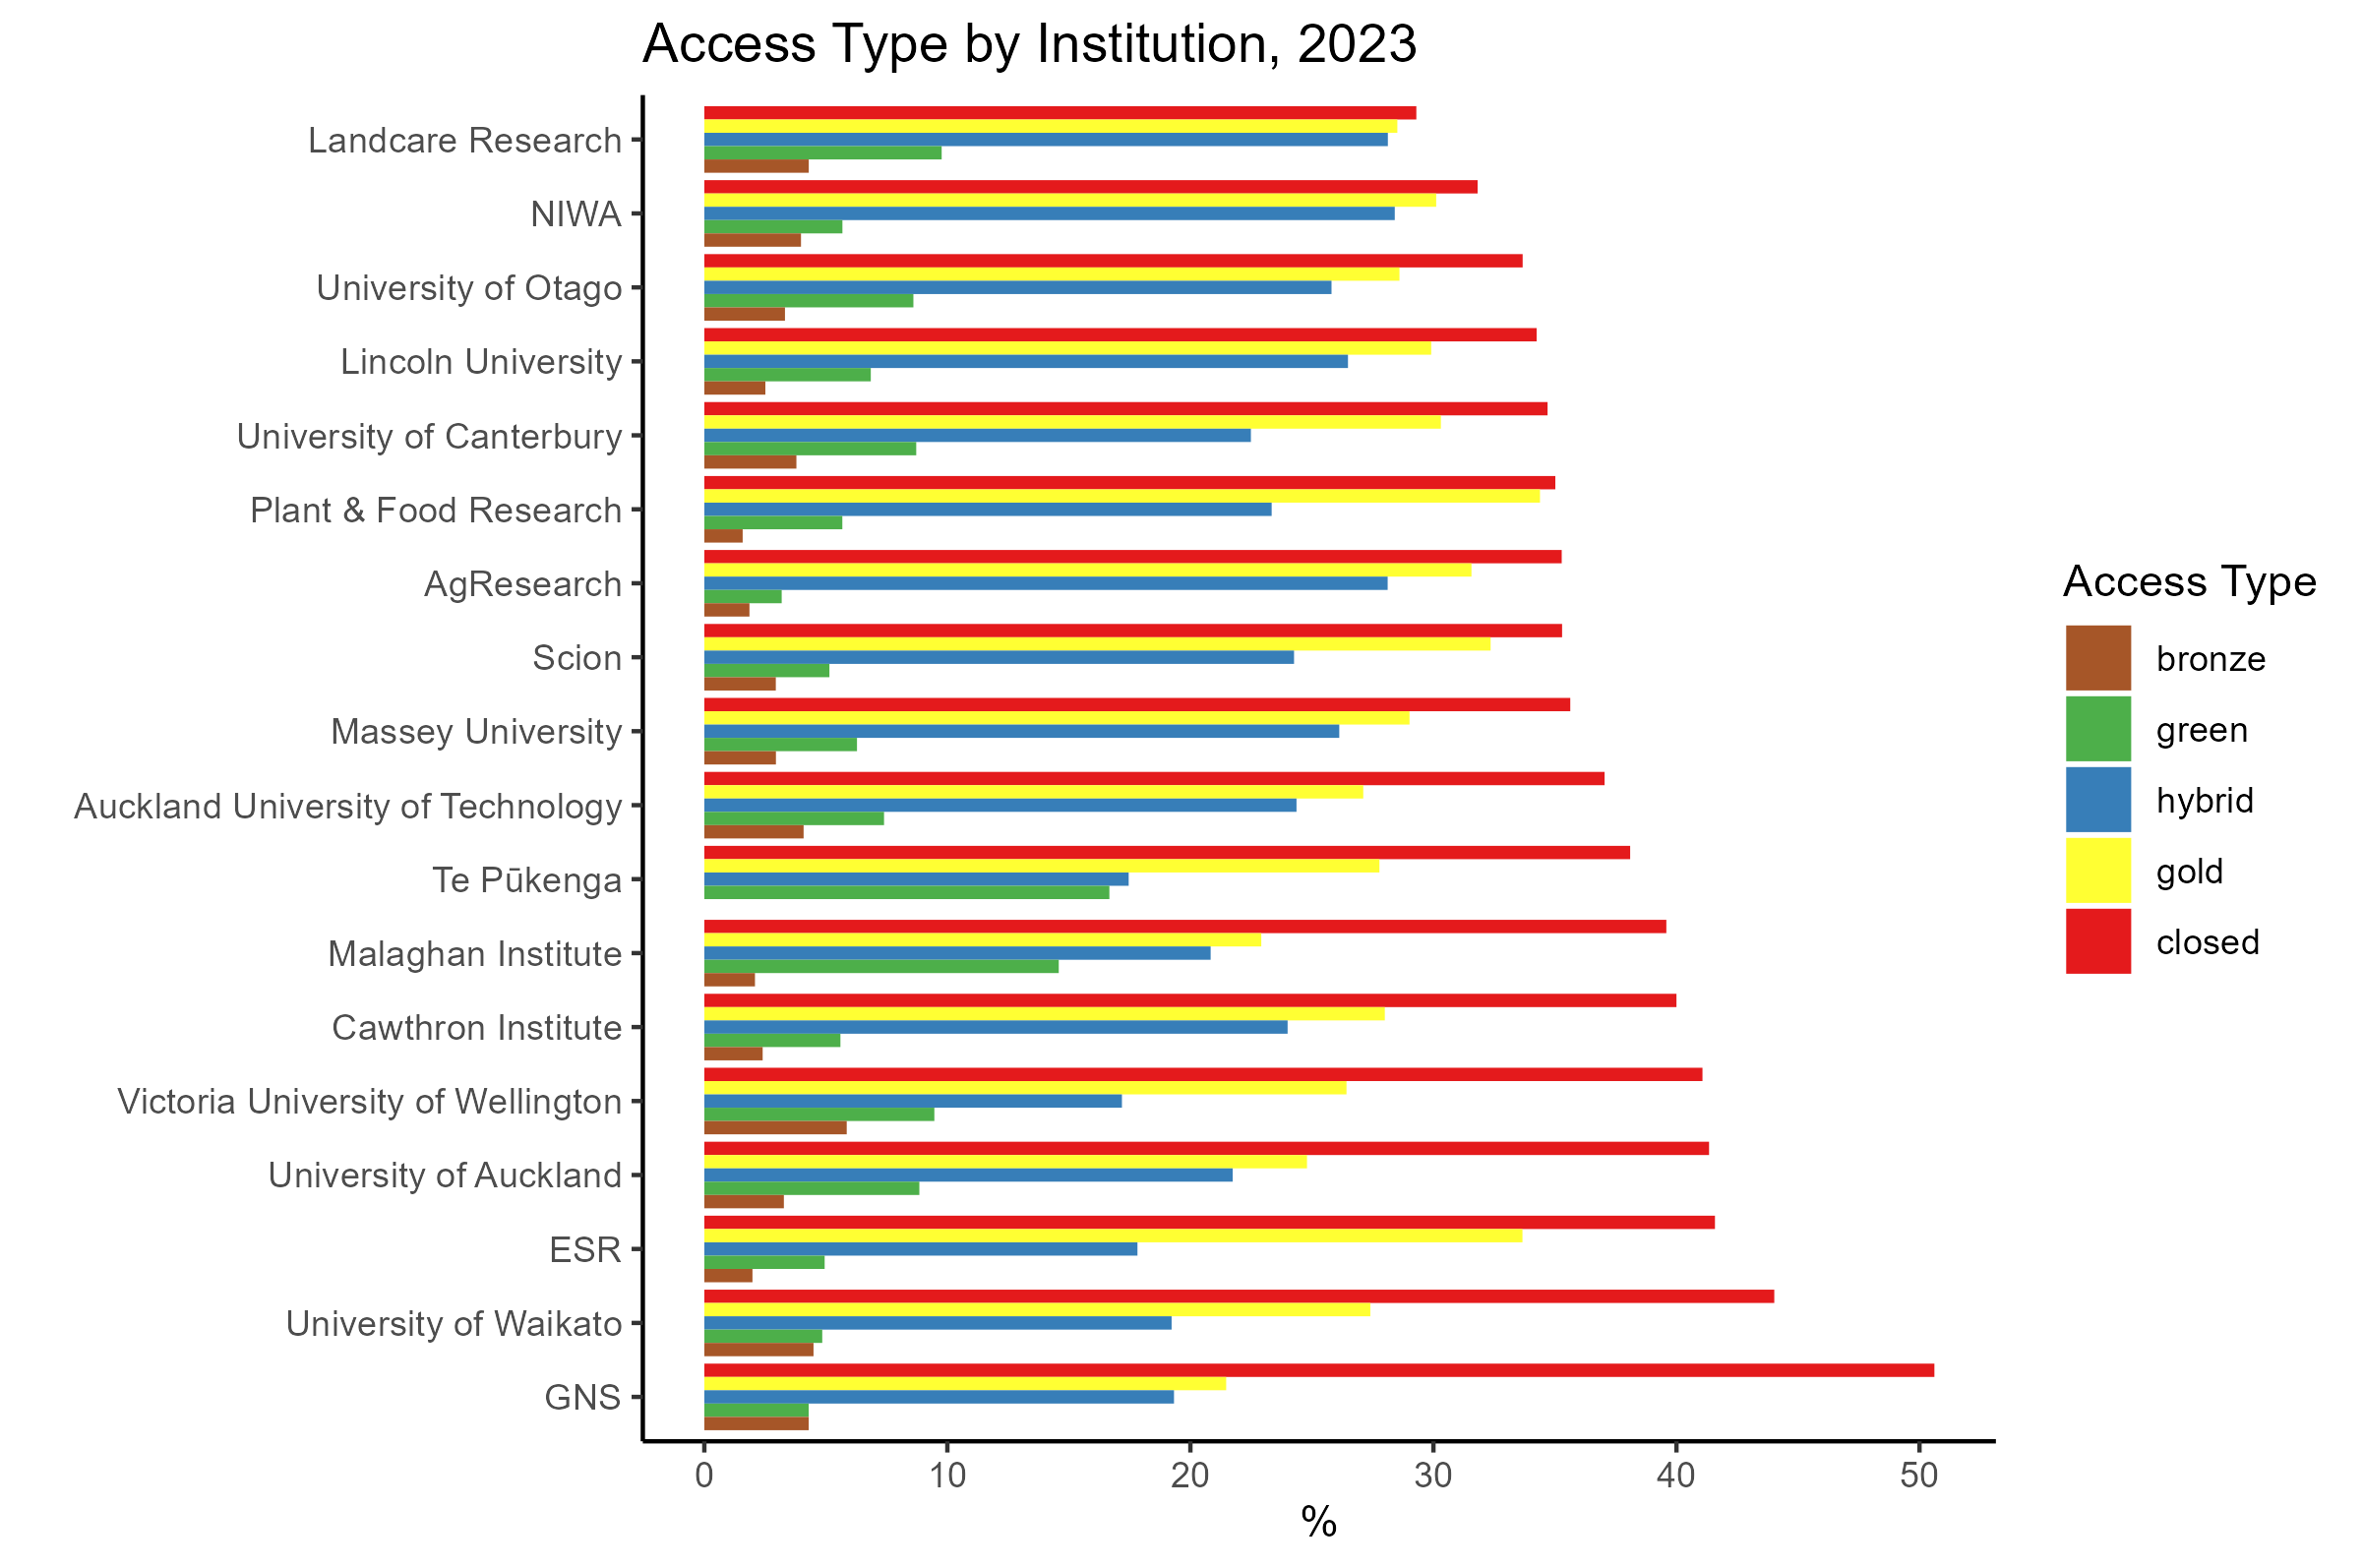 Access Type by Institution, 2023
Landcare Research
NIWA
University of Otago
Lincoln University
University of Canterbury
Plant & Food Research
AgResearch
Scion
Massey University
Auckland University of Technology
Te Pūkenga
Malaghan Institute
Cawthron Institute
Victoria University of Wellington
University of Auckland
ESR
University of Waikato
GNS
0 10 20 30 40 50
%
Access Type
bronze
green
hybrid
gold
closed